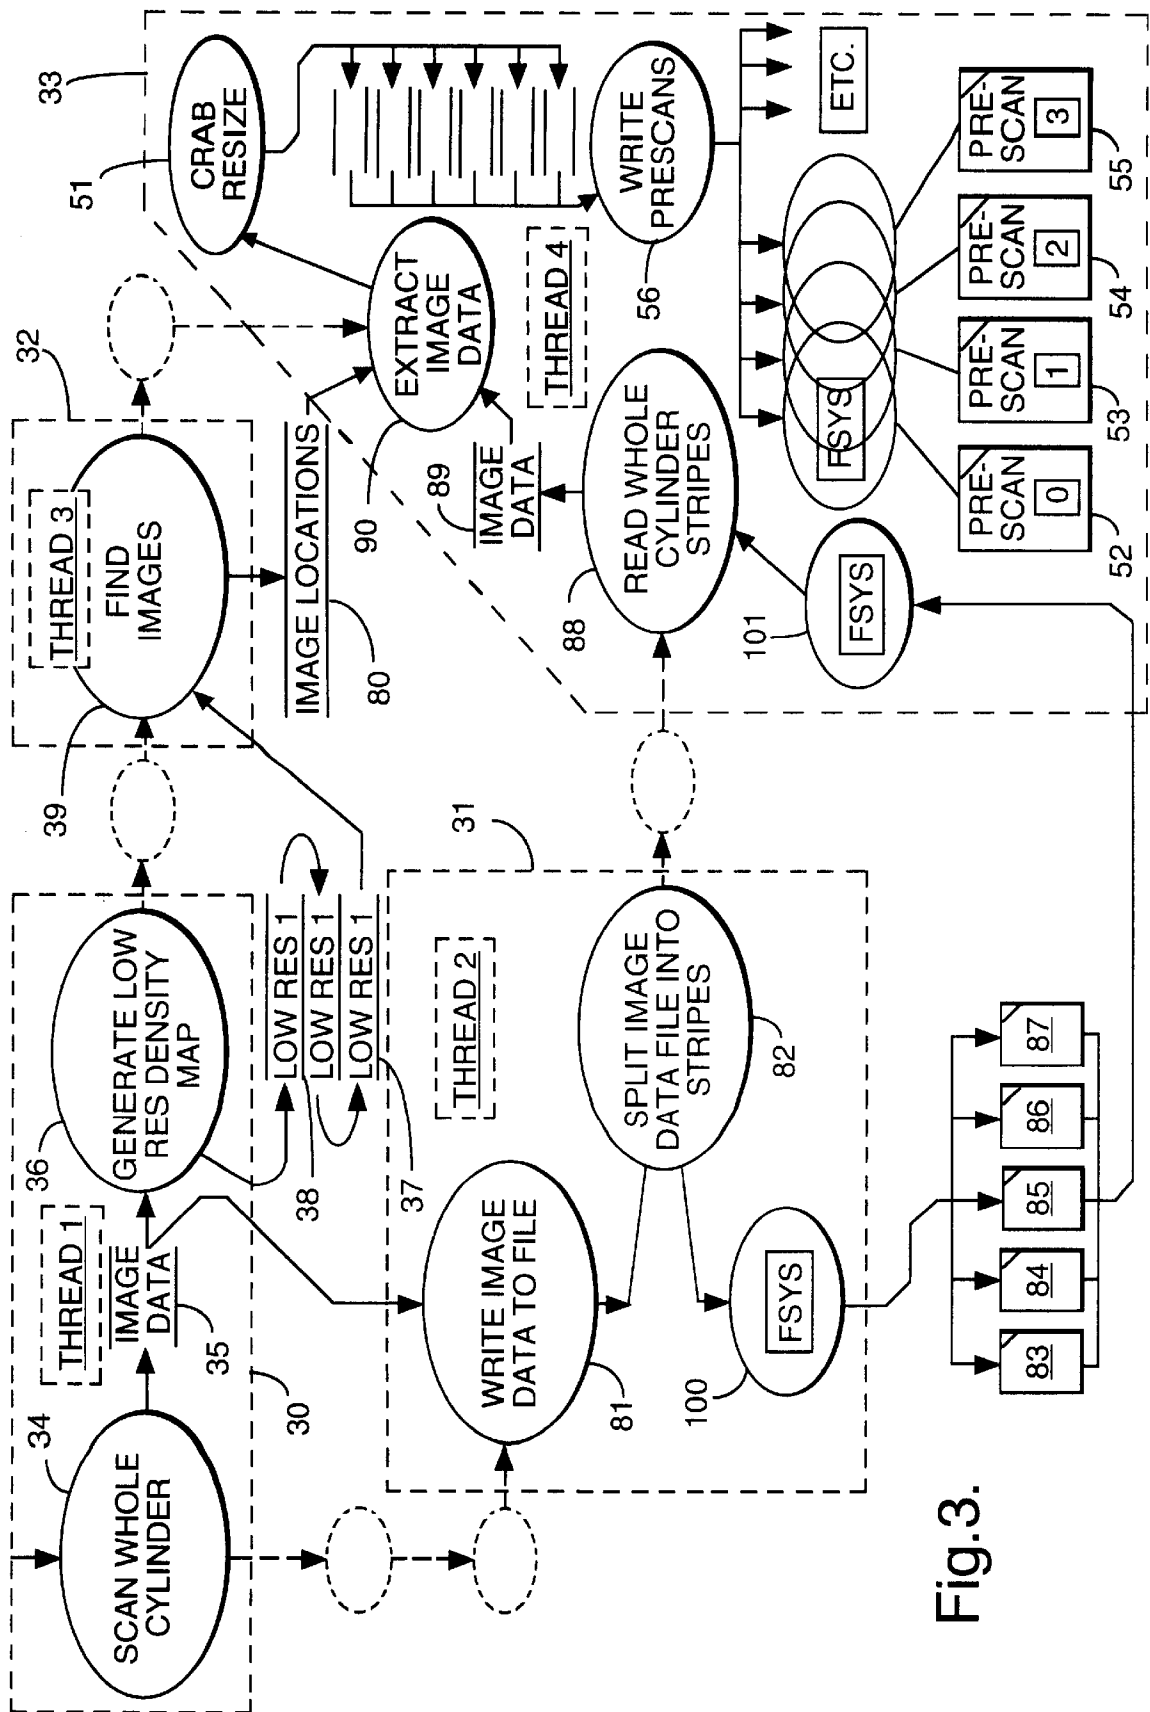 34
SCAN WHOLE
CYLINDER
THREAD 1
IMAGE
DATA
35
30
36
GENERATE LOW
RES DENSITY
MAP
LOW RES 1
LOW RES 1
LOW RES 1
38
37
39
THREAD 3
FIND
IMAGES
32
IMAGE LOCATIONS
80
33
51
CRAB
RESIZE
EXTRACT
IMAGE
DATA
90
IMAGE
DATA
89
THREAD 4
WRITE
PRESCANS
56
READ WHOLE
CYLINDER
STRIPES
88
FSYS
101
FSYS
ETC.
PRE-
SCAN
0
52
PRE-
SCAN
1
53
PRE-
SCAN
2
54
PRE-
SCAN
3
55
31
THREAD 2
WRITE IMAGE
DATA TO FILE
81
SPLIT IMAGE
DATA FILE INTO
STRIPES
82
FSYS
100
83
84
85
86
87
Fig.3.